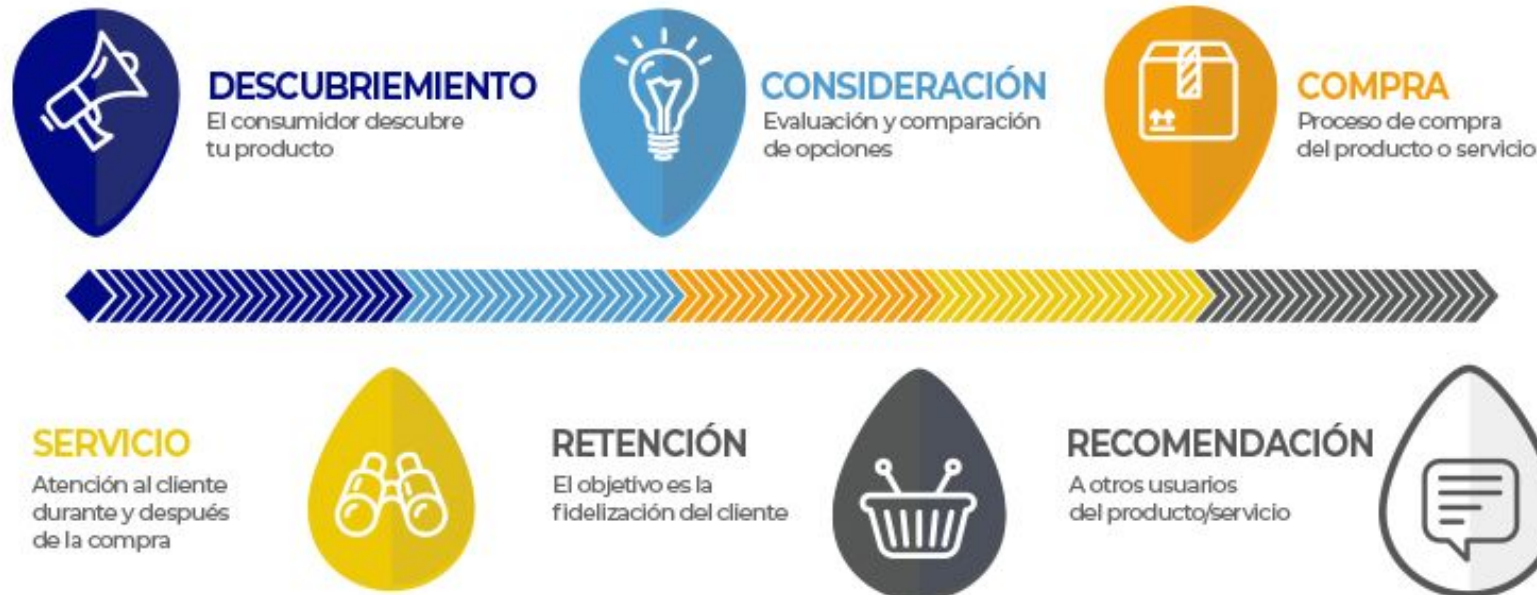 DESCUBRIEMIENTO
El consumidor descubre
tu producto
CONSIDERACIÓN
Evaluación y comparación
de opciones
COMPRA
Proceso de compra
del producto o servicio
SERVICIO
Atención al cliente
durante y después
de la compra
RETENCIÓN
El objetivo es la
fidelización del cliente
RECOMENDACIÓN
A otros usuarios
del producto/servicio